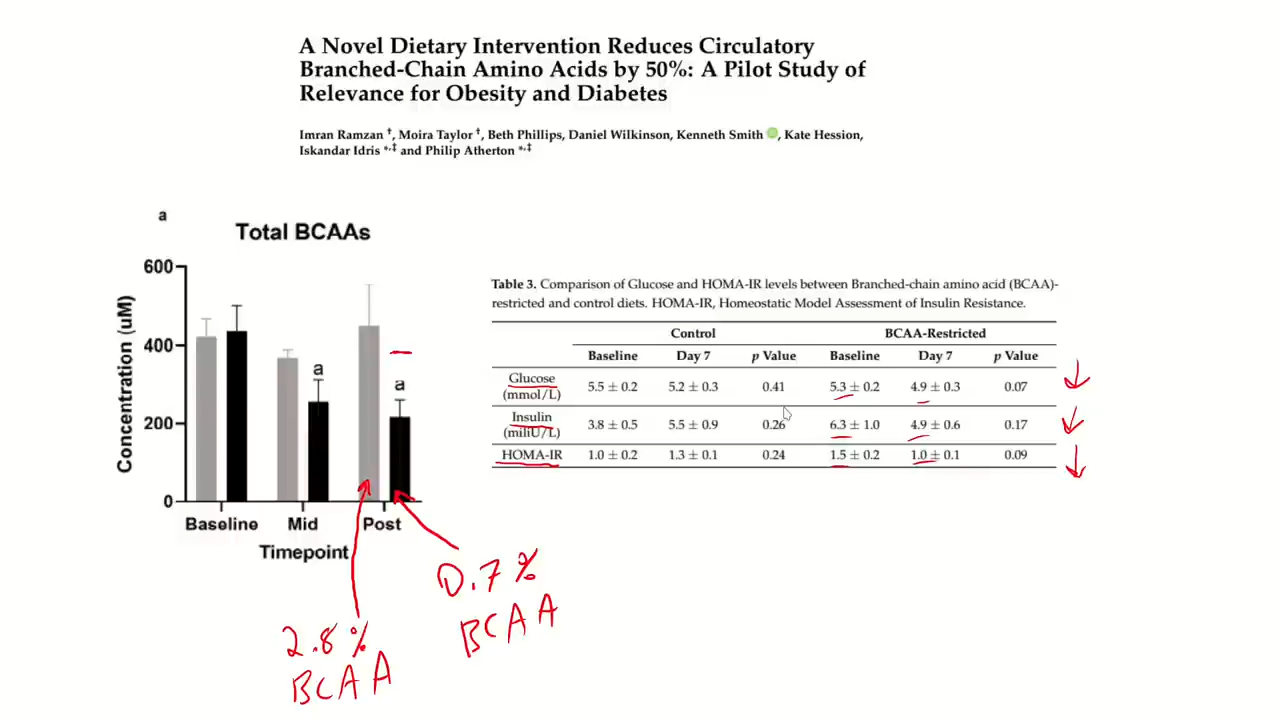 A Novel Dietary Intervention Reduces Circulatory
Branched-Chain Amino Acids by 50%: A Pilot Study of
Relevance for Obesity and Diabetes
Imran Ramzan †, Moira Taylor †, Beth Phillips, Daniel Wilkinson, Kenneth Smith, Kate Hession,
Iskandar Idris *,‡ and Philip Atherton *,‡
a
Total BCAAs
Concentration (uM)
600
400
200
0
a
a
Baseline Mid Post
Timepoint
2.8%
BCAA
0.7%
BCAA
Table 3. Comparison of Glucose and HOMA-IR levels between Branched-chain amino acid (BCAA)-
restricted and control diets. HOMA-IR, Homeostatic Model Assessment of Insulin Resistance.
Control BCAA-Restricted
Baseline Day 7 p Value Baseline Day 7 p Value
Glucose
(mmol/L) 5.5 ± 0.2 5.2 ± 0.3 0.41 5.3 ± 0.2 4.9 ± 0.3 0.07
Insulin
(miliU/L) 3.8 ± 0.5 5.5 ± 0.9 0.26 6.3 ± 1.0 4.9 ± 0.6 0.17
HOMA-IR 1.0 ± 0.2 1.3 ± 0.1 0.24 1.5 ± 0.2 1.0 ± 0.1 0.09